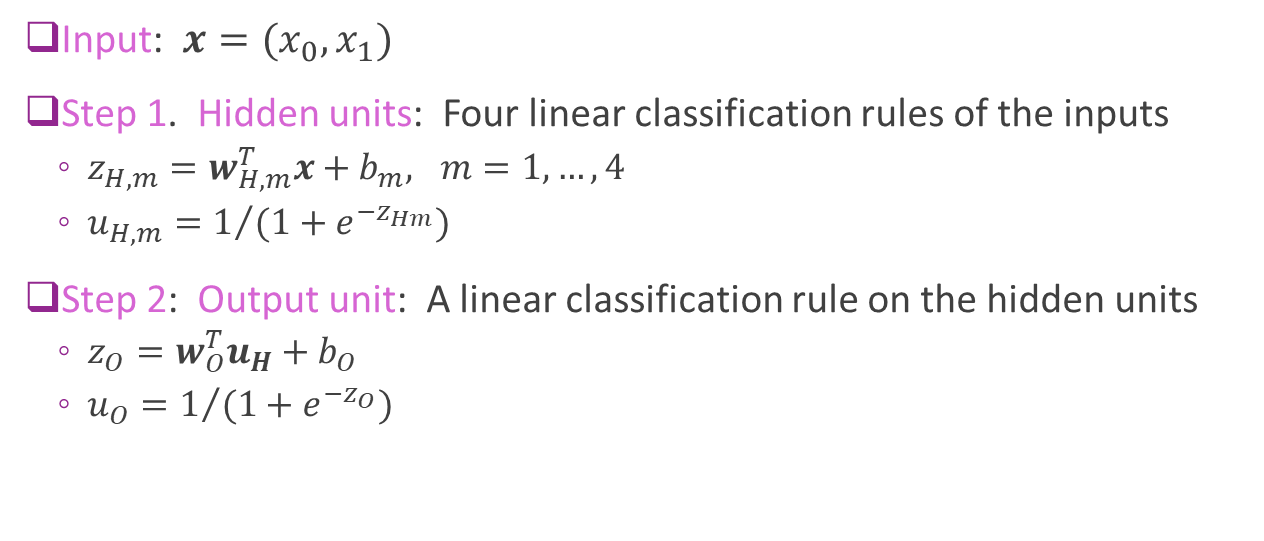 ❑Input: 𝒙 = (x₀, x₁)
❑Step 1. Hidden units: Four linear classification rules of the inputs
◦ z_{H,m} = 𝒘_{H,m}^T 𝒙 + b_m, m = 1, … , 4
◦ u_{H,m} = 1/(1 + e^{−z_{Hm}})
❑Step 2: Output unit: A linear classification rule on the hidden units
◦ z_O = 𝒘_O^T 𝒖_𝑯 + b_O
◦ u_O = 1/(1 + e^{−z_O})